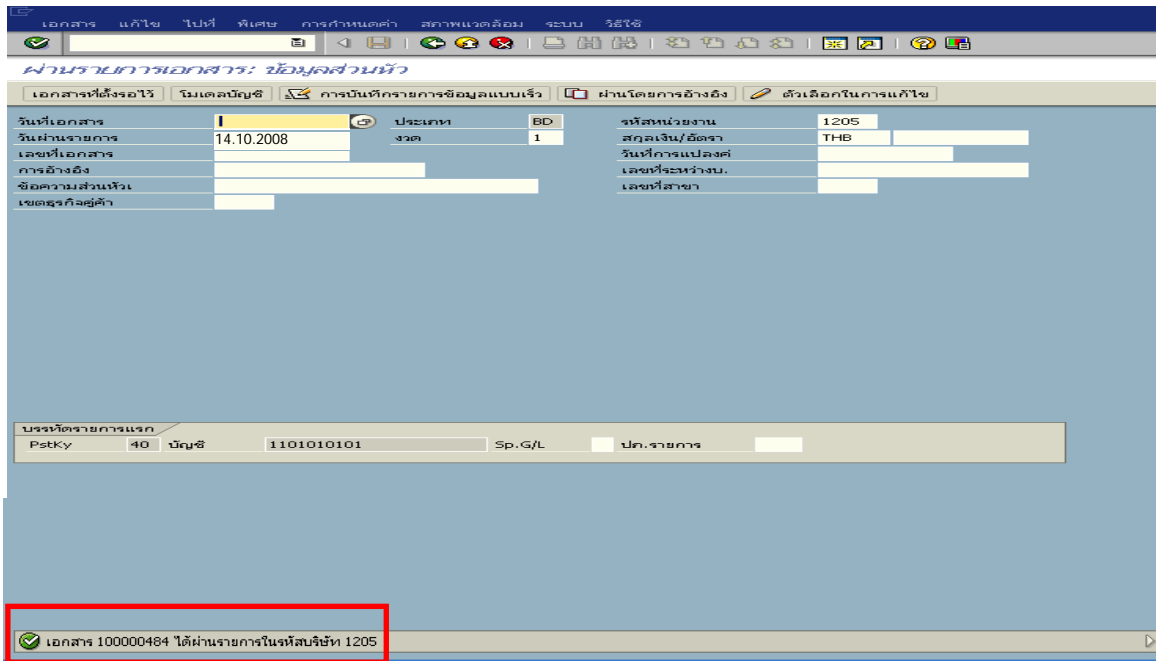 เอกสาร แก้ไข ไปที่ พิเศษ การกำหนดค่า สภาพแวดล้อม ระบบ วิธีใช้
ผ่านรายการเอกสาร: ข้อมูลส่วนหัว
เอกสารที่ตั้งรอไว้ โมเดลบัญชี การบันทึกรายการข้อมูลแบบเร็ว ผ่านโดยการอ้างอิง ตัวเลือกในการแก้ไข
วันที่เอกสาร ประเภท BD รหัสหน่วยงาน 1205
วันผ่านรายการ 14.10.2008 งวด 1 สกุลเงิน/อัตรา THB
เลขที่เอกสาร วันที่การแปลงค่
การอ้างอิง เลขที่ระหว่างบ.
ข้อความส่วนหัวเ เลขที่สาขา
เขตธุรกิจคู่ค้า
บรรทัดรายการแรก
PstKy 40 บัญชี 1101010101 Sp.G/L ปภ.รายการ
เอกสาร 100000484 ได้ผ่านรายการในรหัสบริษัท 1205